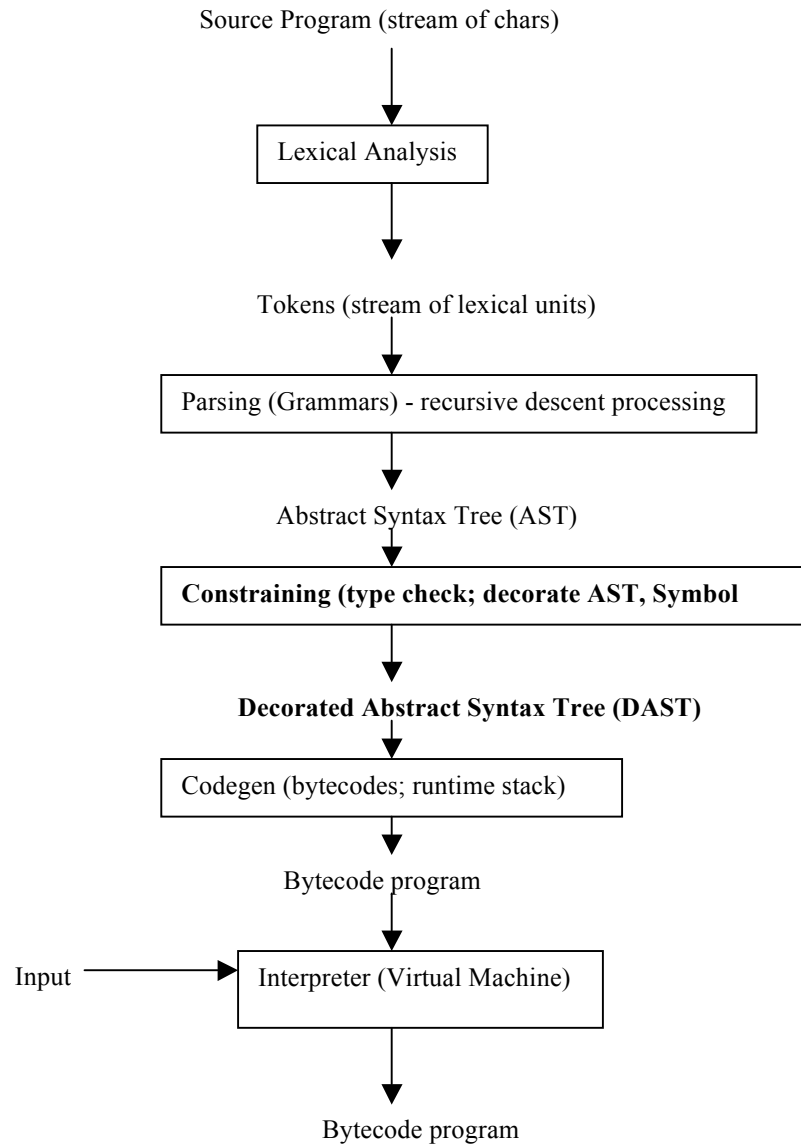 Source Program (stream of chars)
Lexical Analysis
Tokens (stream of lexical units)
Parsing (Grammars) - recursive descent processing
Abstract Syntax Tree (AST)
Constraining (type check; decorate AST, Symbol
Decorated Abstract Syntax Tree (DAST)
Codegen (bytecodes; runtime stack)
Bytecode program
Input
Interpreter (Virtual Machine)
Bytecode program